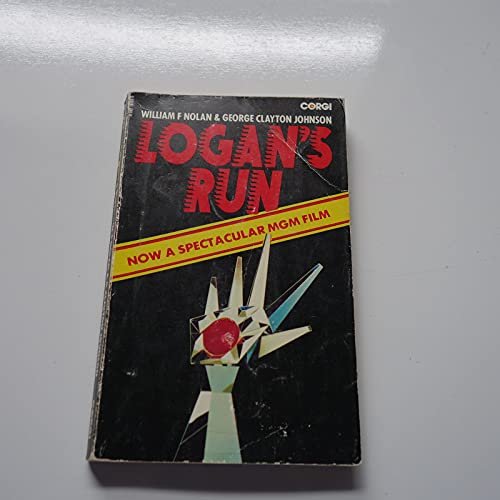 CORGI
WILLIAM F NOLAN & GEORGE CLAYTON JOHNSON
LOGAN'S
RUN
NOW A SPECTACULAR MGM FILM